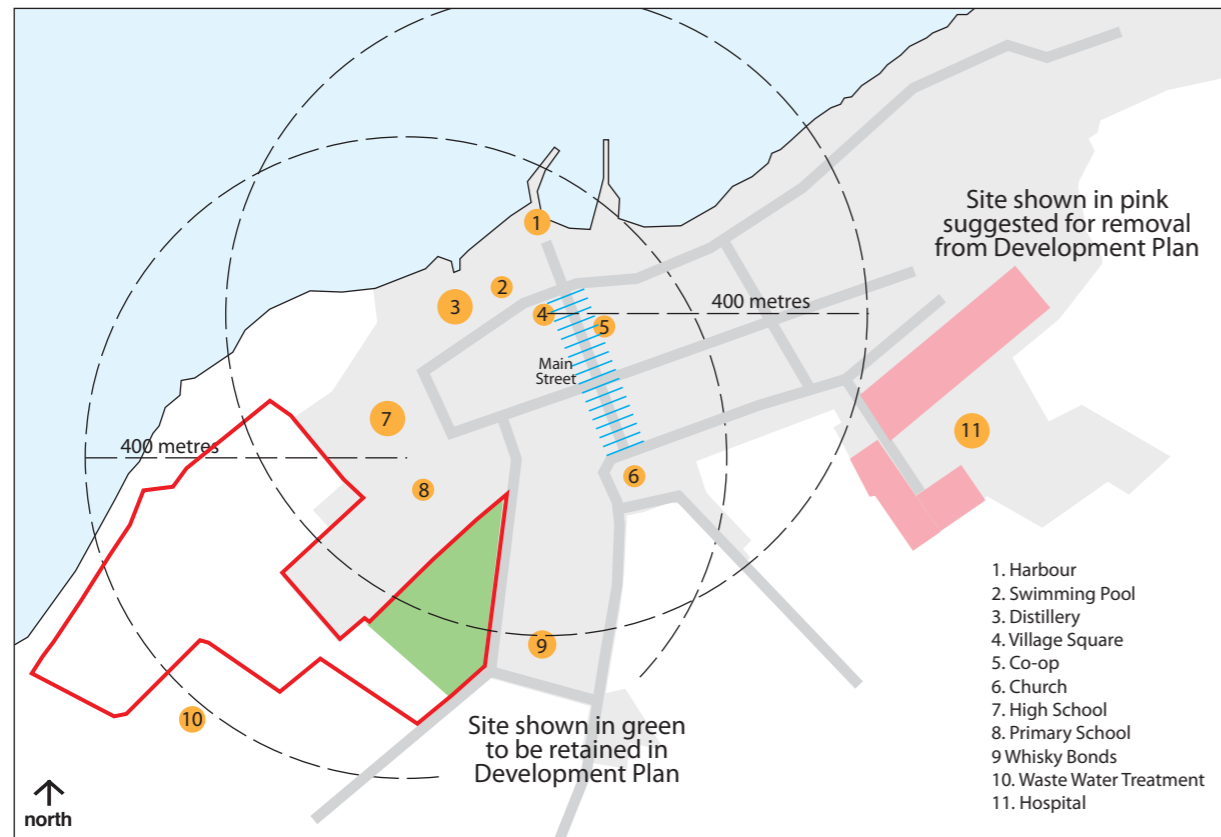 1
2
3
4
5
400 metres
Main
Street
Site shown in pink
suggested for removal
from Development Plan
7
11
400 metres
8
6
9
10
Site shown in green
to be retained in
Development Plan
1. Harbour
2. Swimming Pool
3. Distillery
4. Village Square
5. Co-op
6. Church
7. High School
8. Primary School
9 Whisky Bonds
10. Waste Water Treatment
11. Hospital
north